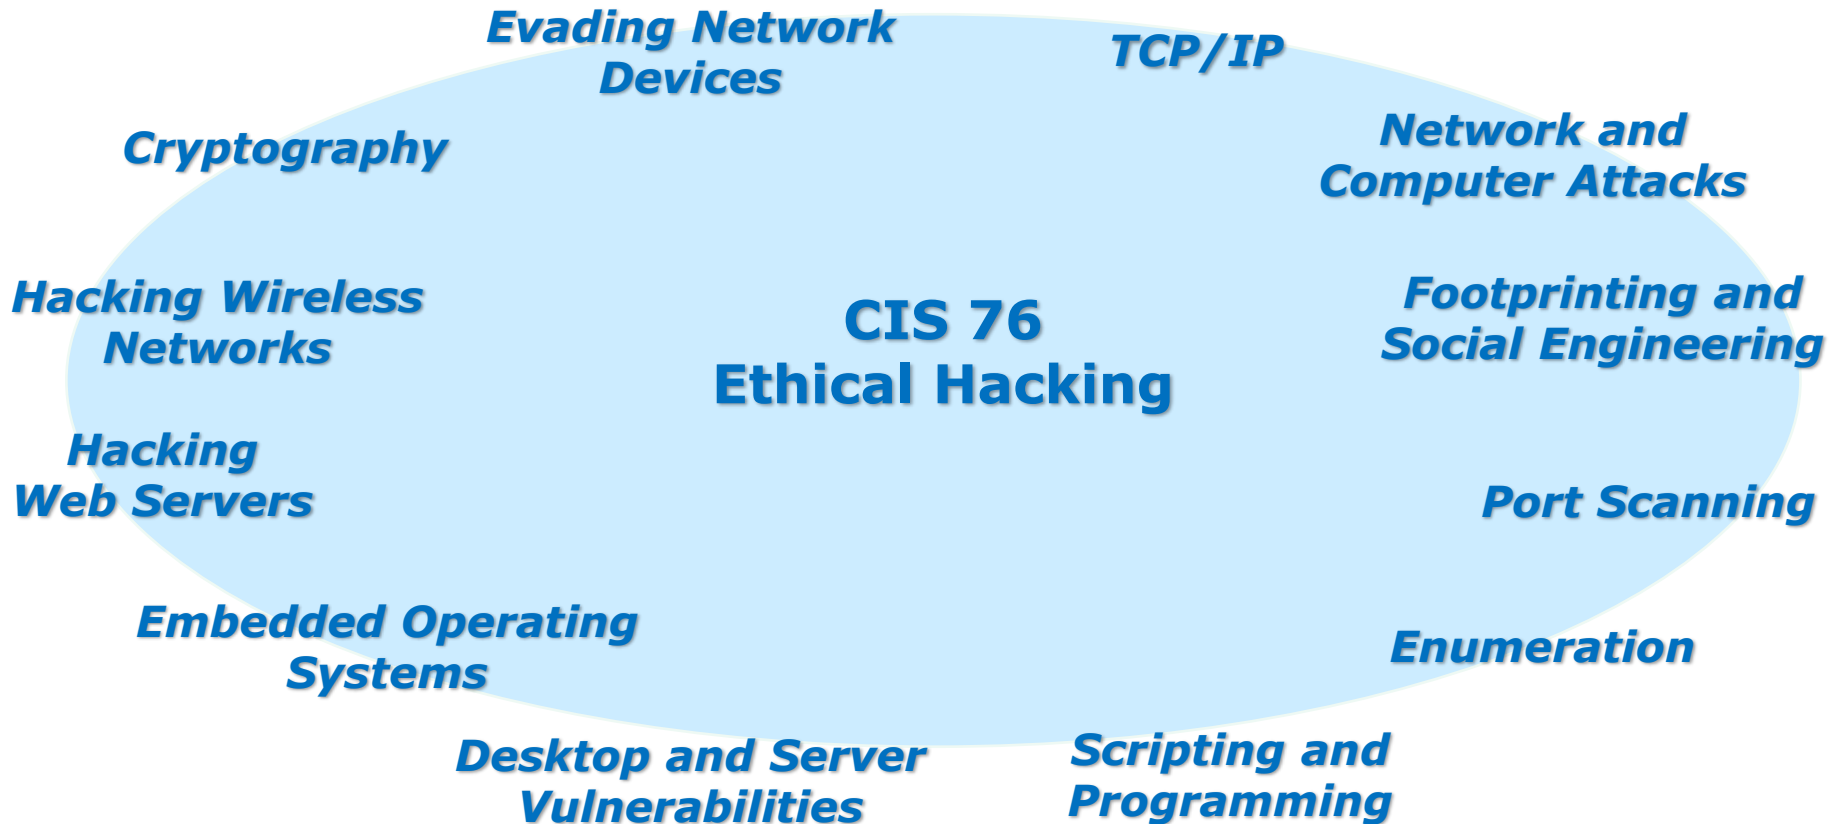 Evading Network
Devices
TCP/IP
Cryptography
Network and
Computer Attacks
Hacking Wireless
Networks
CIS 76
Ethical Hacking
Footprinting and
Social Engineering
Hacking
Web Servers
Port Scanning
Embedded Operating
Systems
Enumeration
Desktop and Server
Vulnerabilities
Scripting and
Programming